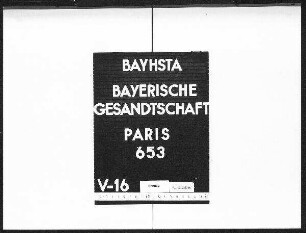 BAYHSTA
BAYERISCHE
GESANDTSCHAFT
PARIS
653
V-16